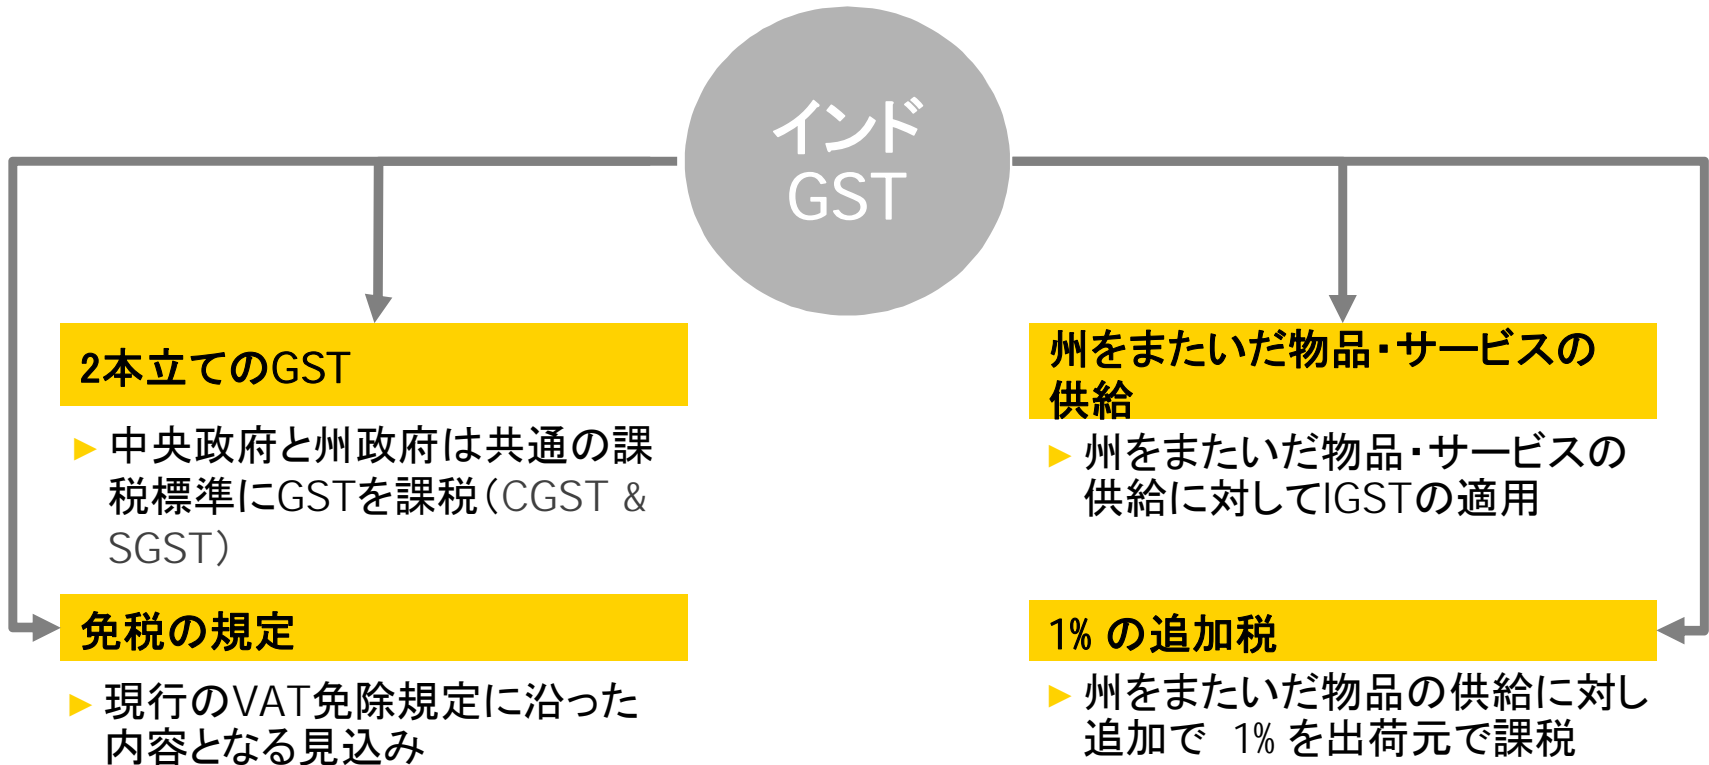 インド
GST
2本立てのGST
►中央政府と州政府は共通の課
税標準にGSTを課税（CGST &
SGST）
免税の規定
►現行のVAT免除規定に沿った
内容となる見込み
州をまたいだ物品・サービスの
供給
►州をまたいだ物品・サービスの
供給に対してIGSTの適用
1% の追加税
►州をまたいだ物品の供給に対し
追加で 1% を出荷元で課税